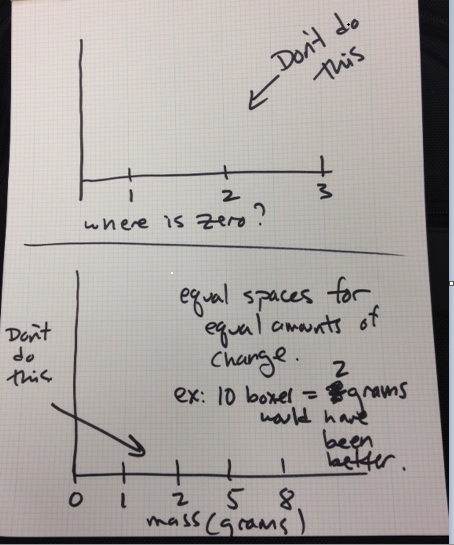 Don't do
this
1 2 3
where is zero?
equal spaces for
equal amounts of
change.
Don't
do
this
2
ex: 10 boxes = grams
would have
been
better.
0 1 2 5 8
mass (grams)